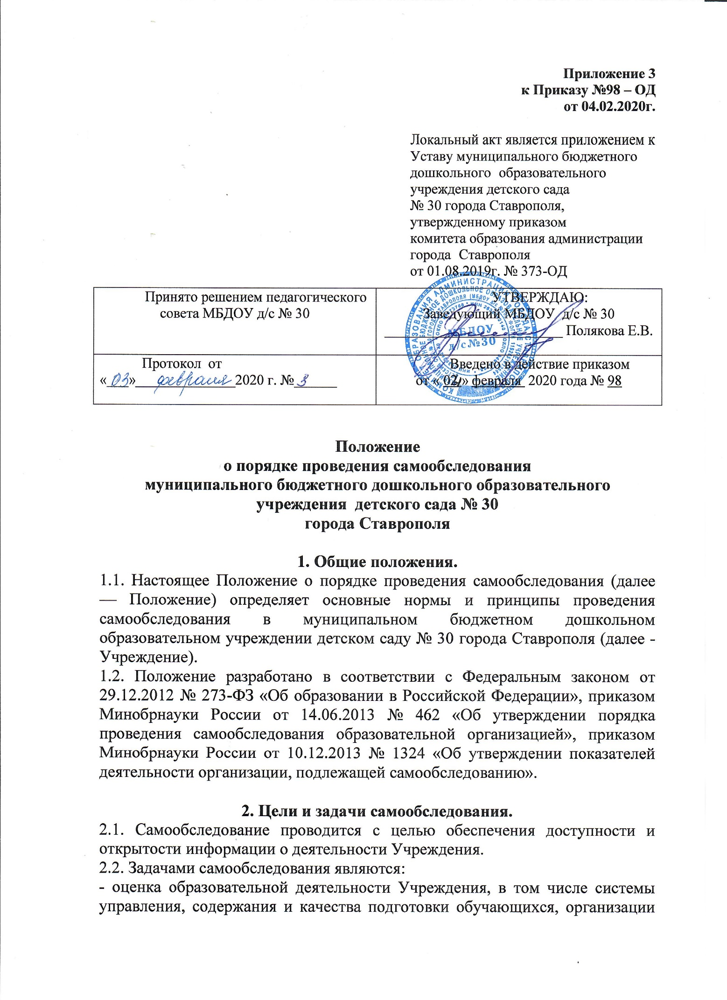 Приложение 3
к Приказу №98 – ОД
от 04.02.2020г.
Локальный акт является приложением к
Уставу муниципального бюджетного
дошкольного образовательного
учреждения детского сада
№ 30 города Ставрополя,
утвержденному приказом
комитета образования администрации
города Ставрополя
от 01.08.2019г. № 373-ОД
Принято решением педагогического
совета МБДОУ д/с № 30
УТВЕРЖДАЮ:
Заведующий МБДОУ д/с № 30
Полякова Е.В.
МБДОУ
д/с №30
Протокол от
«03» февраля 2020 г. № 3
Введено в действие приказом
от « » февраля 2020 года № 98
Положение
о порядке проведения самообследования
муниципального бюджетного дошкольного образовательного
учреждения детского сада № 30
города Ставрополя
1. Общие положения.
1.1. Настоящее Положение о порядке проведения самообследования (далее
— Положение) определяет основные нормы и принципы проведения
самообследования в муниципальном бюджетном дошкольном
образовательном учреждении детском саду № 30 города Ставрополя (далее -
Учреждение).
1.2. Положение разработано в соответствии с Федеральным законом от
29.12.2012 № 273-ФЗ «Об образовании в Российской Федерации», приказом
Минобрнауки России от 14.06.2013 № 462 «Об утверждении порядка
проведения самообследования образовательной организацией», приказом
Минобрнауки России от 10.12.2013 № 1324 «Об утверждении показателей
деятельности организации, подлежащей самообследованию».
2. Цели и задачи самообследования.
2.1. Самообследование проводится с целью обеспечения доступности и
открытости информации о деятельности Учреждения.
2.2. Задачами самообследования являются:
- оценка образовательной деятельности Учреждения, в том числе системы
управления, содержания и качества подготовки обучающихся, организации